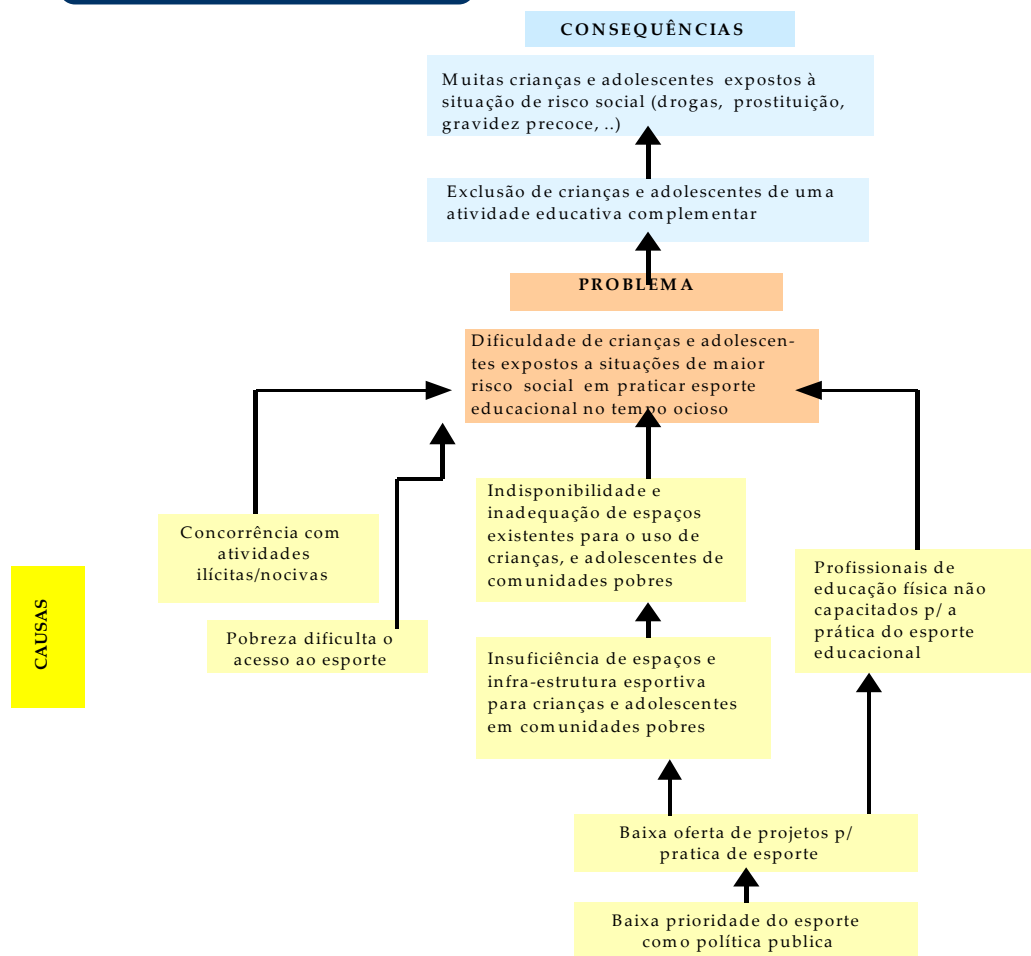 CONSEQUÊNCIAS
Muitas crianças e adolescentes expostos à
situação de risco social (drogas, prostituição,
gravidez precoce, ..)
Exclusão de crianças e adolescentes de uma
atividade educativa complementar
PROBLEMA
Dificuldade de crianças e adolescen-
tes expostos a situações de maior
risco social em praticar esporte
educacional no tempo ocioso
Concorrência com
atividades
ilícitas/nocivas
Pobreza dificulta o
acesso ao esporte
Indisponibilidade e
inadequação de espaços
existentes para o uso de
crianças, e adolescentes de
comunidades pobres
Insuficiência de espaços e
infra-estrutura esportiva
para crianças e adolescentes
em comunidades pobres
Profissionais de
educação física não
capacitados p/ a
prática do esporte
educacional
CAUSAS
Baixa oferta de projetos p/
pratica de esporte
Baixa prioridade do esporte
como política publica